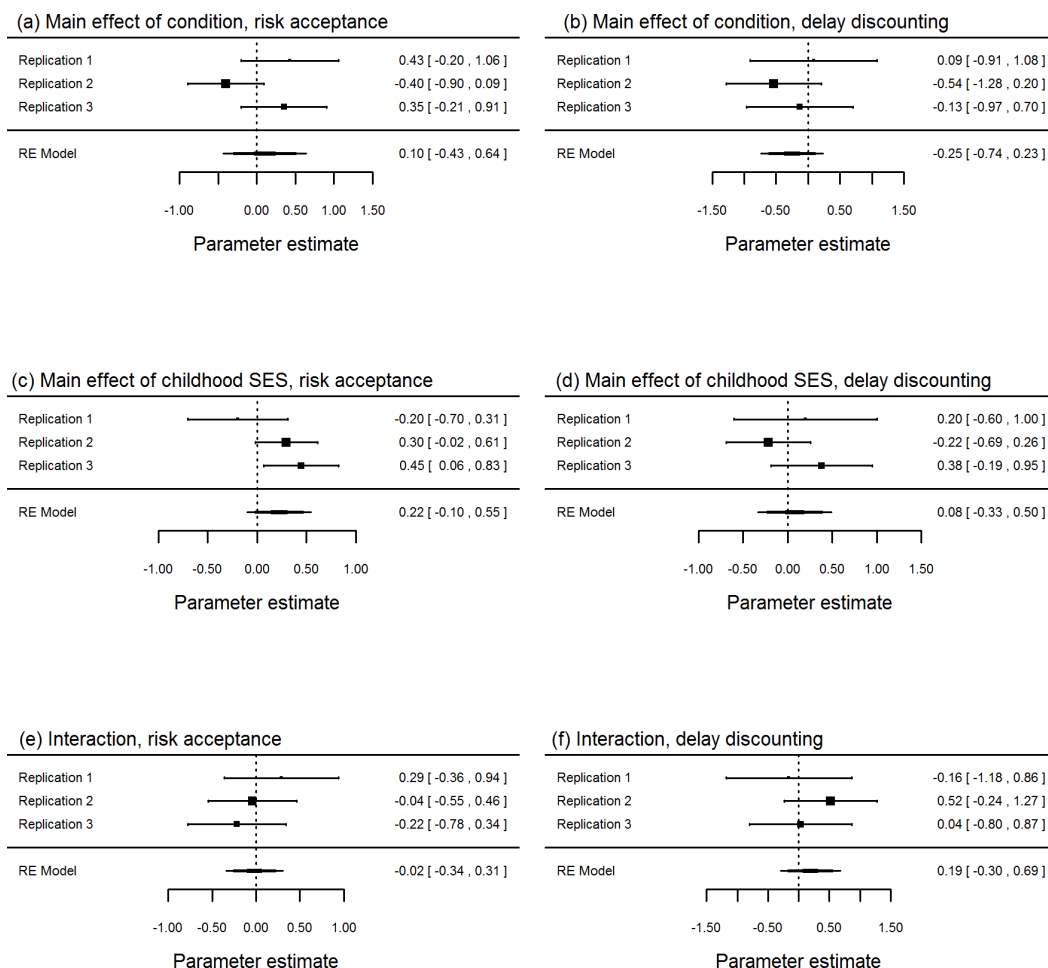 (a) Main effect of condition, risk acceptance
Replication 1 0.43 [ -0.20 , 1.06 ]
Replication 2 -0.40 [ -0.90 , 0.09 ]
Replication 3 0.35 [ -0.21 , 0.91 ]
RE Model 0.10 [ -0.43 , 0.64 ]
-1.00 0.00 0.50 1.00 1.50
Parameter estimate
(b) Main effect of condition, delay discounting
Replication 1 0.09 [ -0.91 , 1.08 ]
Replication 2 -0.54 [ -1.28 , 0.20 ]
Replication 3 -0.13 [ -0.97 , 0.70 ]
RE Model -0.25 [ -0.74 , 0.23 ]
-1.50 -0.50 0.50 1.50
Parameter estimate
(c) Main effect of childhood SES, risk acceptance
Replication 1 -0.20 [ -0.70 , 0.31 ]
Replication 2 0.30 [ -0.02 , 0.61 ]
Replication 3 0.45 [ 0.06 , 0.83 ]
RE Model 0.22 [ -0.10 , 0.55 ]
-1.00 -0.50 0.00 0.50 1.00
Parameter estimate
(d) Main effect of childhood SES, delay discounting
Replication 1 0.20 [ -0.60 , 1.00 ]
Replication 2 -0.22 [ -0.69 , 0.26 ]
Replication 3 0.38 [ -0.19 , 0.95 ]
RE Model 0.08 [ -0.33 , 0.50 ]
-1.00 -0.50 0.00 0.50 1.00 1.50
Parameter estimate
(e) Interaction, risk acceptance
Replication 1 0.29 [ -0.36 , 0.94 ]
Replication 2 -0.04 [ -0.55 , 0.46 ]
Replication 3 -0.22 [ -0.78 , 0.34 ]
RE Model -0.02 [ -0.34 , 0.31 ]
-1.00 -0.50 0.00 0.50 1.00
Parameter estimate
(f) Interaction, delay discounting
Replication 1 -0.16 [ -1.18 , 0.86 ]
Replication 2 0.52 [ -0.24 , 1.27 ]
Replication 3 0.04 [ -0.80 , 0.87 ]
RE Model 0.19 [ -0.30 , 0.69 ]
-1.50 -0.50 0.50 1.50
Parameter estimate